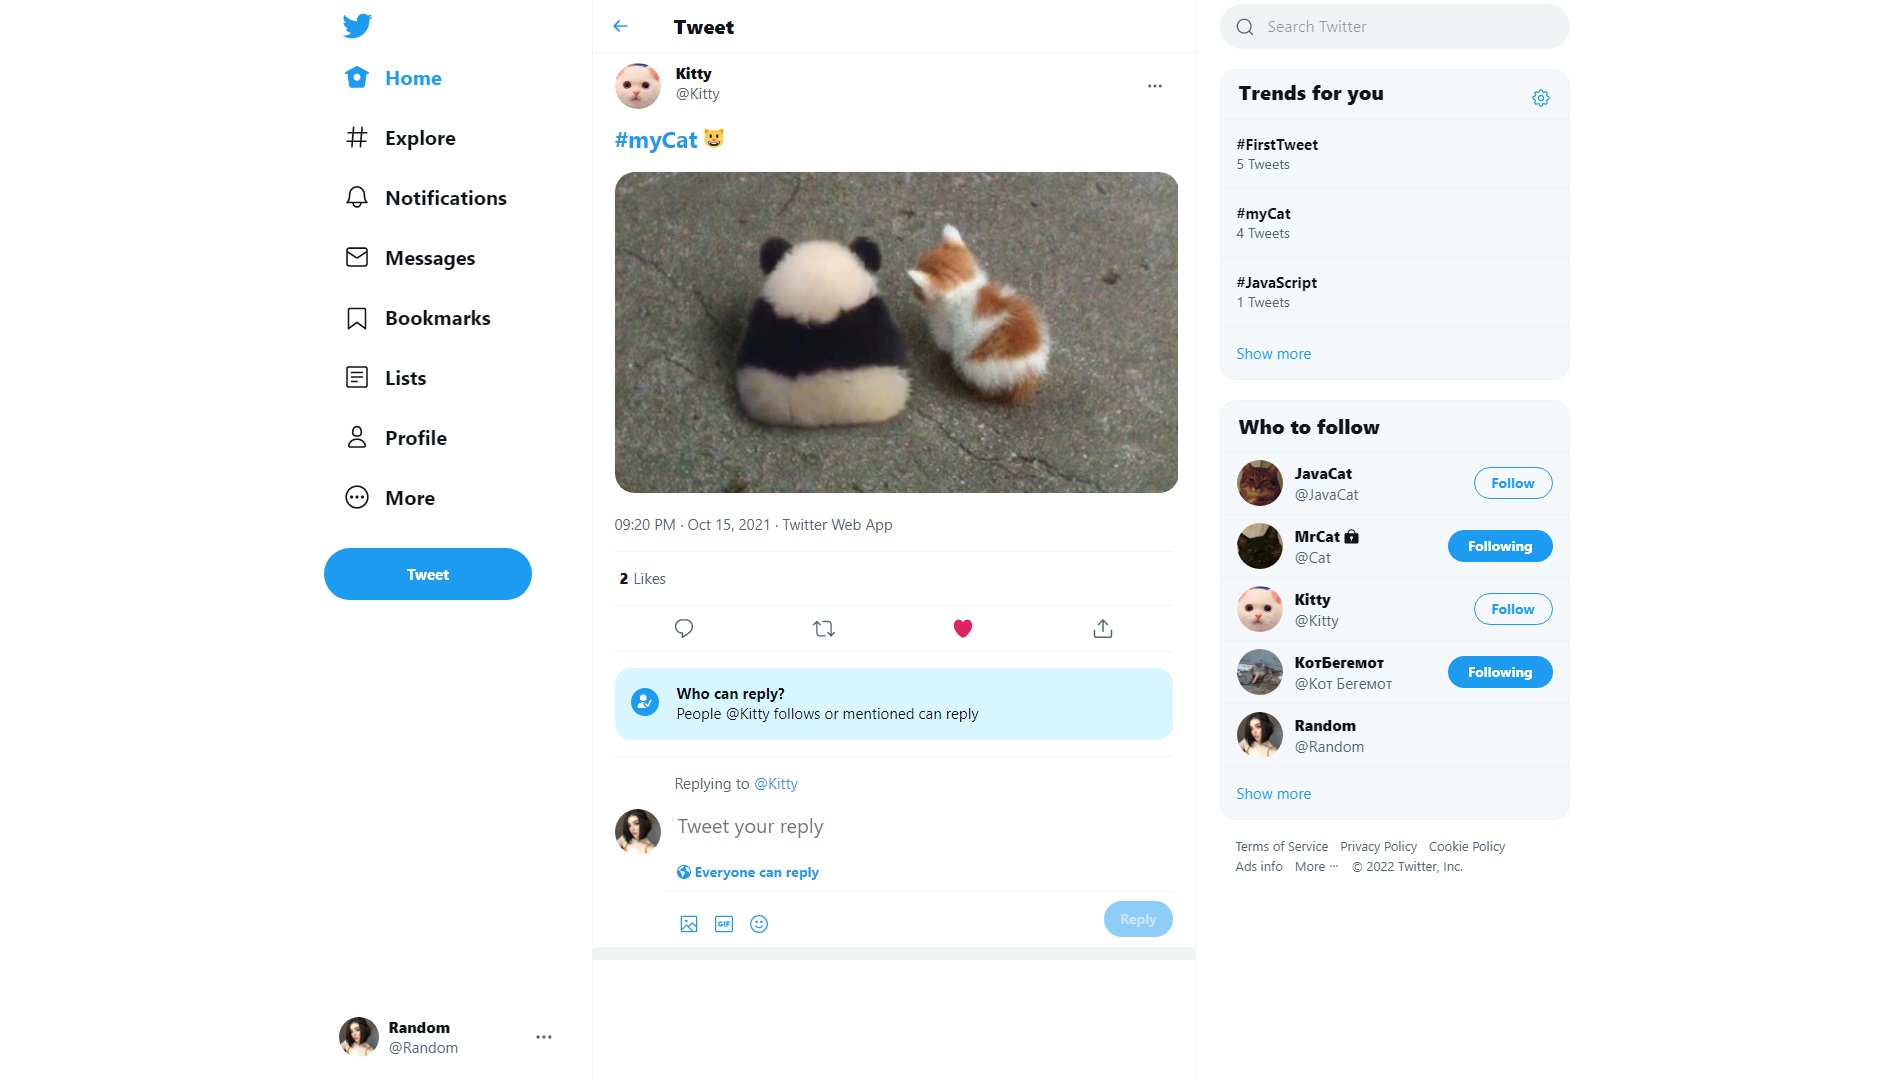 Home
Explore
Notifications
Messages
Bookmarks
Lists
Profile
More
Tweet
Random
@Random
Tweet
Kitty
@Kitty
#myCat 😺
09:20 PM · Oct 15, 2021 · Twitter Web App
2 Likes
Who can reply?
People @Kitty follows or mentioned can reply
Replying to @Kitty
Tweet your reply
Everyone can reply
GIF
Reply
Search Twitter
Trends for you
#FirstTweet
5 Tweets
#myCat
4 Tweets
#JavaScript
1 Tweets
Show more
Who to follow
JavaCat
@JavaCat
Follow
MrCat
@Cat
Following
Kitty
@Kitty
Follow
КотБегемот
@Кот Бегемот
Following
Random
@Random
Show more
Terms of Service Privacy Policy Cookie Policy
Ads info More ··· © 2022 Twitter, Inc.